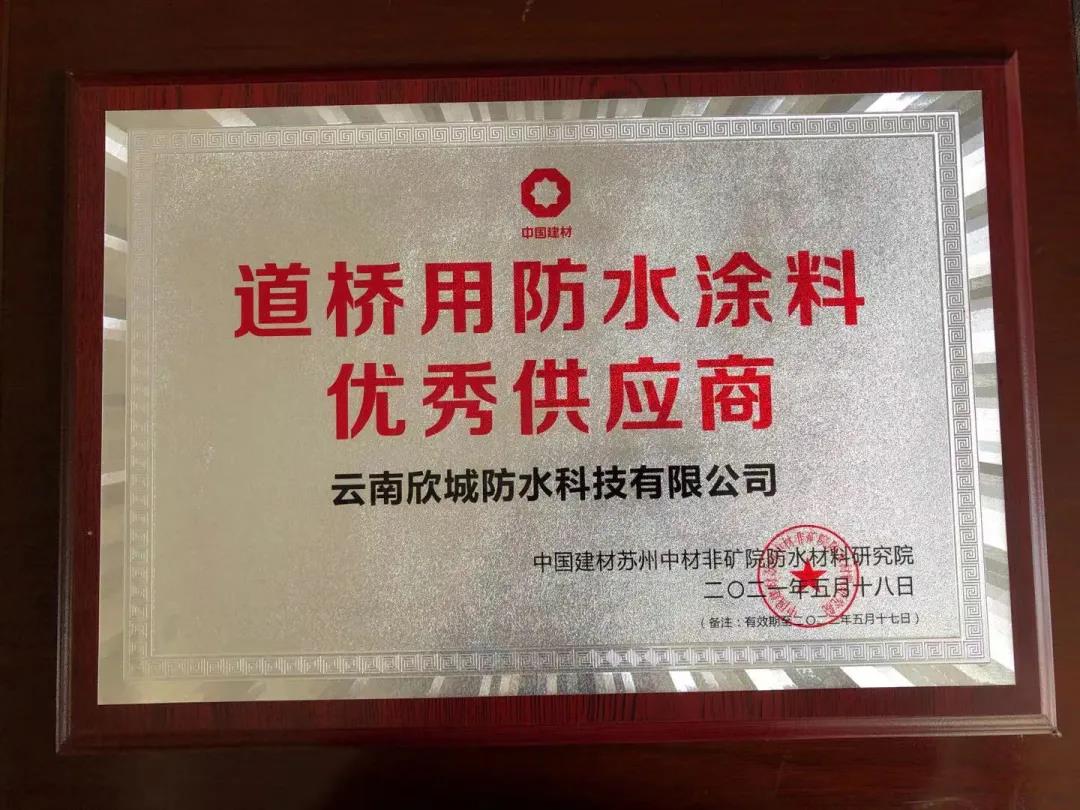 中国建材
道桥用防水涂料
优秀供应商
云南欣城防水科技有限公司
中国建材苏州中材非矿院防水材料研究院
二〇二一年五月十八日
（备注：有效期至二〇二二年五月十七日）